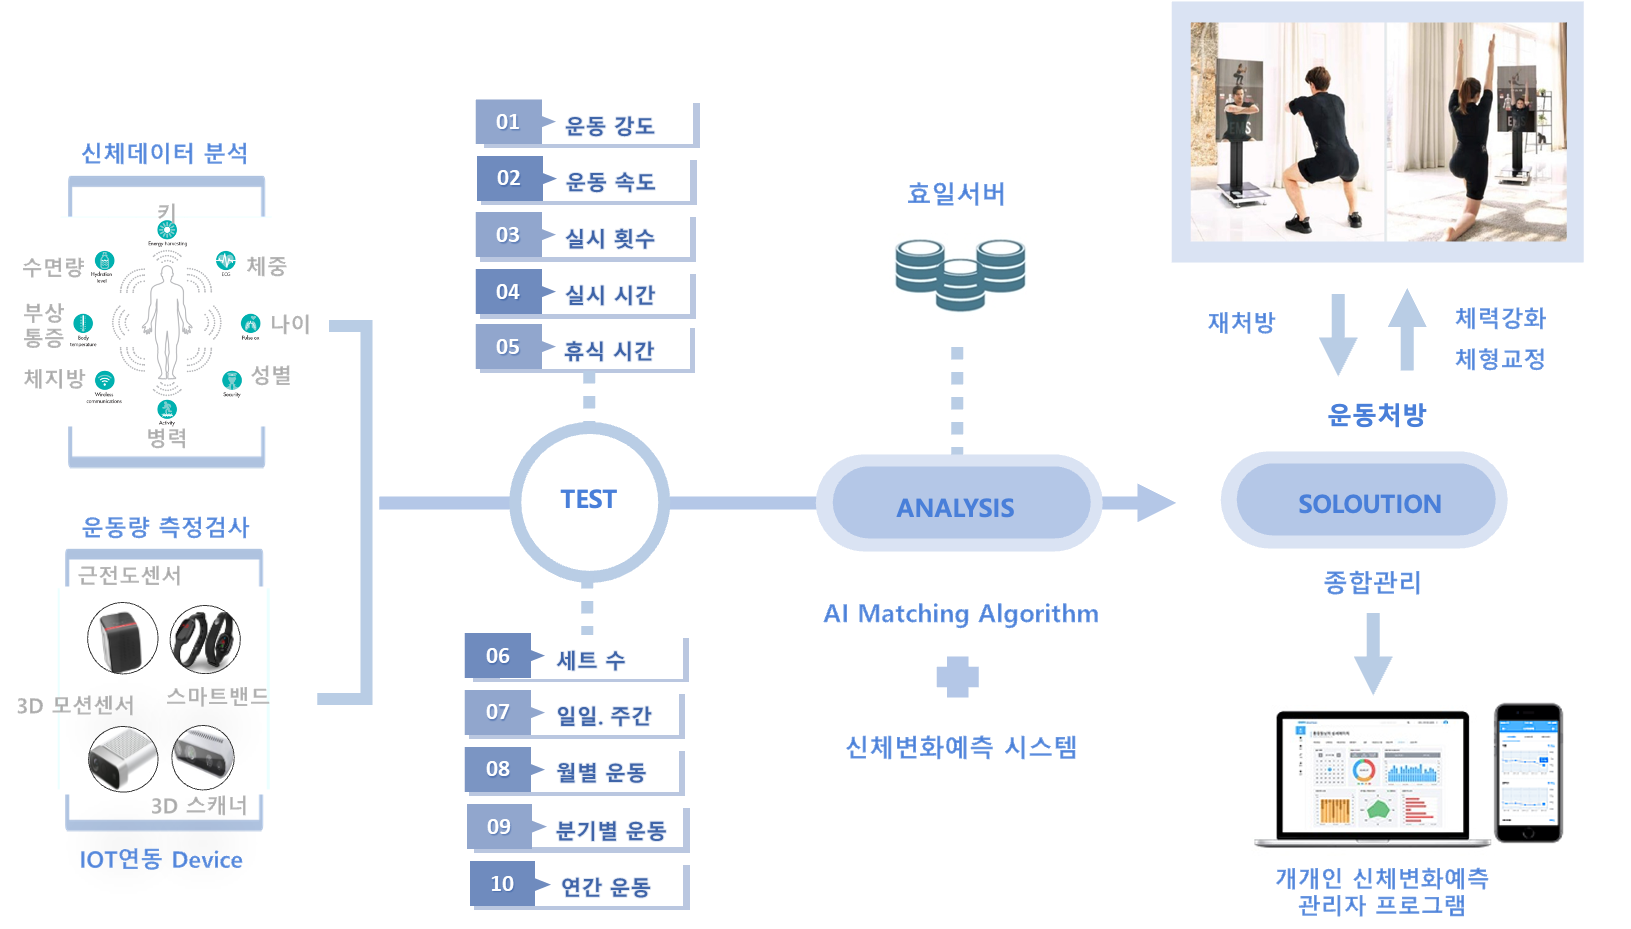 신체데이터 분석
키
Energy harvesting
수면량
Hydration
level
체중
ECG
부상
통증
Body
temperature
나이
Pulse ox
체지방
Wireless
communications
성별
Security
Activity
병력
운동량 측정검사
근전도센서
3D 모션센서
스마트밴드
3D 스캐너
IOT연동 Device
01 운동 강도
02 운동 속도
03 실시 횟수
04 실시 시간
05 휴식 시간
TEST
06 세트 수
07 일일. 주간
08 월별 운동
09 분기별 운동
10 연간 운동
효일서버
ANALYSIS
AI Matching Algorithm
신체변화예측 시스템
EMS
재처방
체력강화
체형교정
운동처방
SOLOUTION
종합관리
개개인 신체변화예측
관리자 프로그램